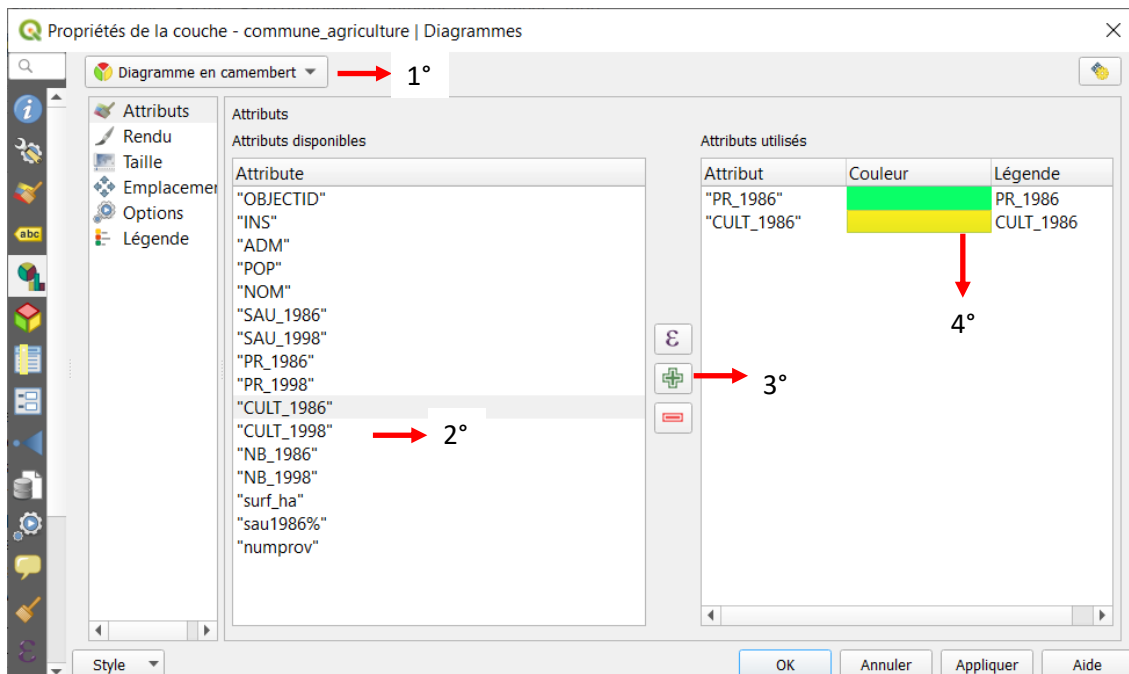 Propriétés de la couche - commune_agriculture | Diagrammes
Diagramme en camembert
1°
Attributs
Rendu
Taille
Emplacemer
Options
Légende
abc
Attributs
Attributs disponibles
Attribute
"OBJECTID"
"INS"
"ADM"
"POP"
"NOM"
"SAU_1986"
"SAU_1998"
"PR_1986"
"PR_1998"
"CULT_1986"
"CULT_1998"
"NB_1986"
"NB_1998"
"surf_ha"
"sau1986%"
"numprov"
2°
ε
3°
Attributs utilisés
Attribut Couleur Légende
"PR_1986" PR_1986
"CULT_1986" CULT_1986
4°
ε
Style
OK Annuler Appliquer Aide